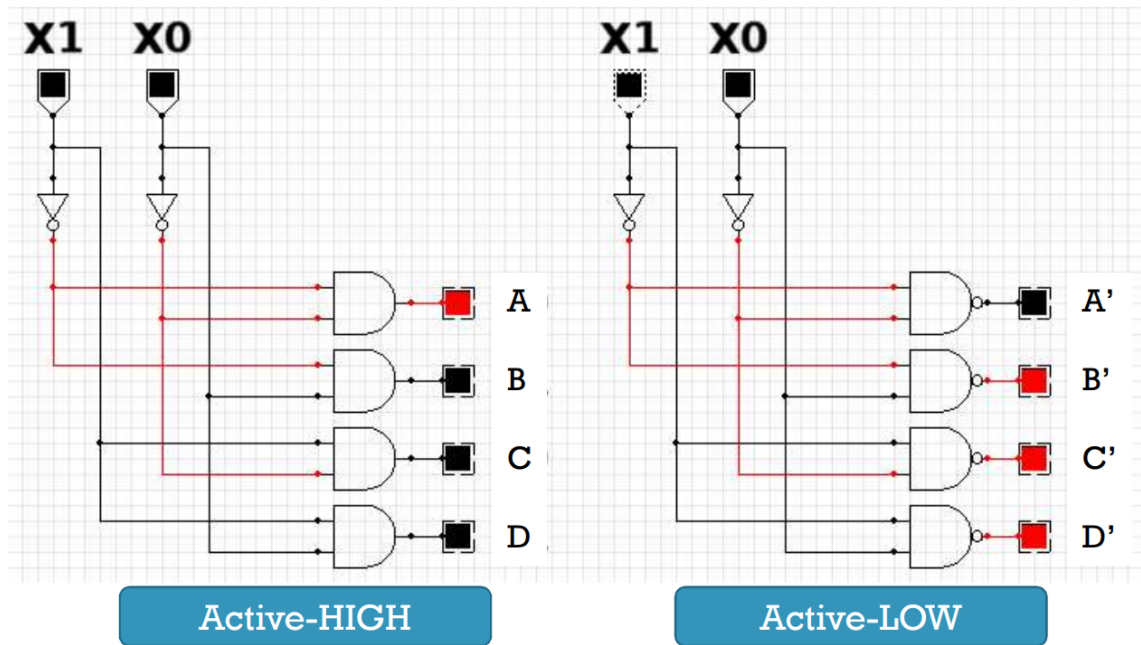 X1 X0 X1 X0
A A’
B B’
C C’
D D’
Active-HIGH Active-LOW